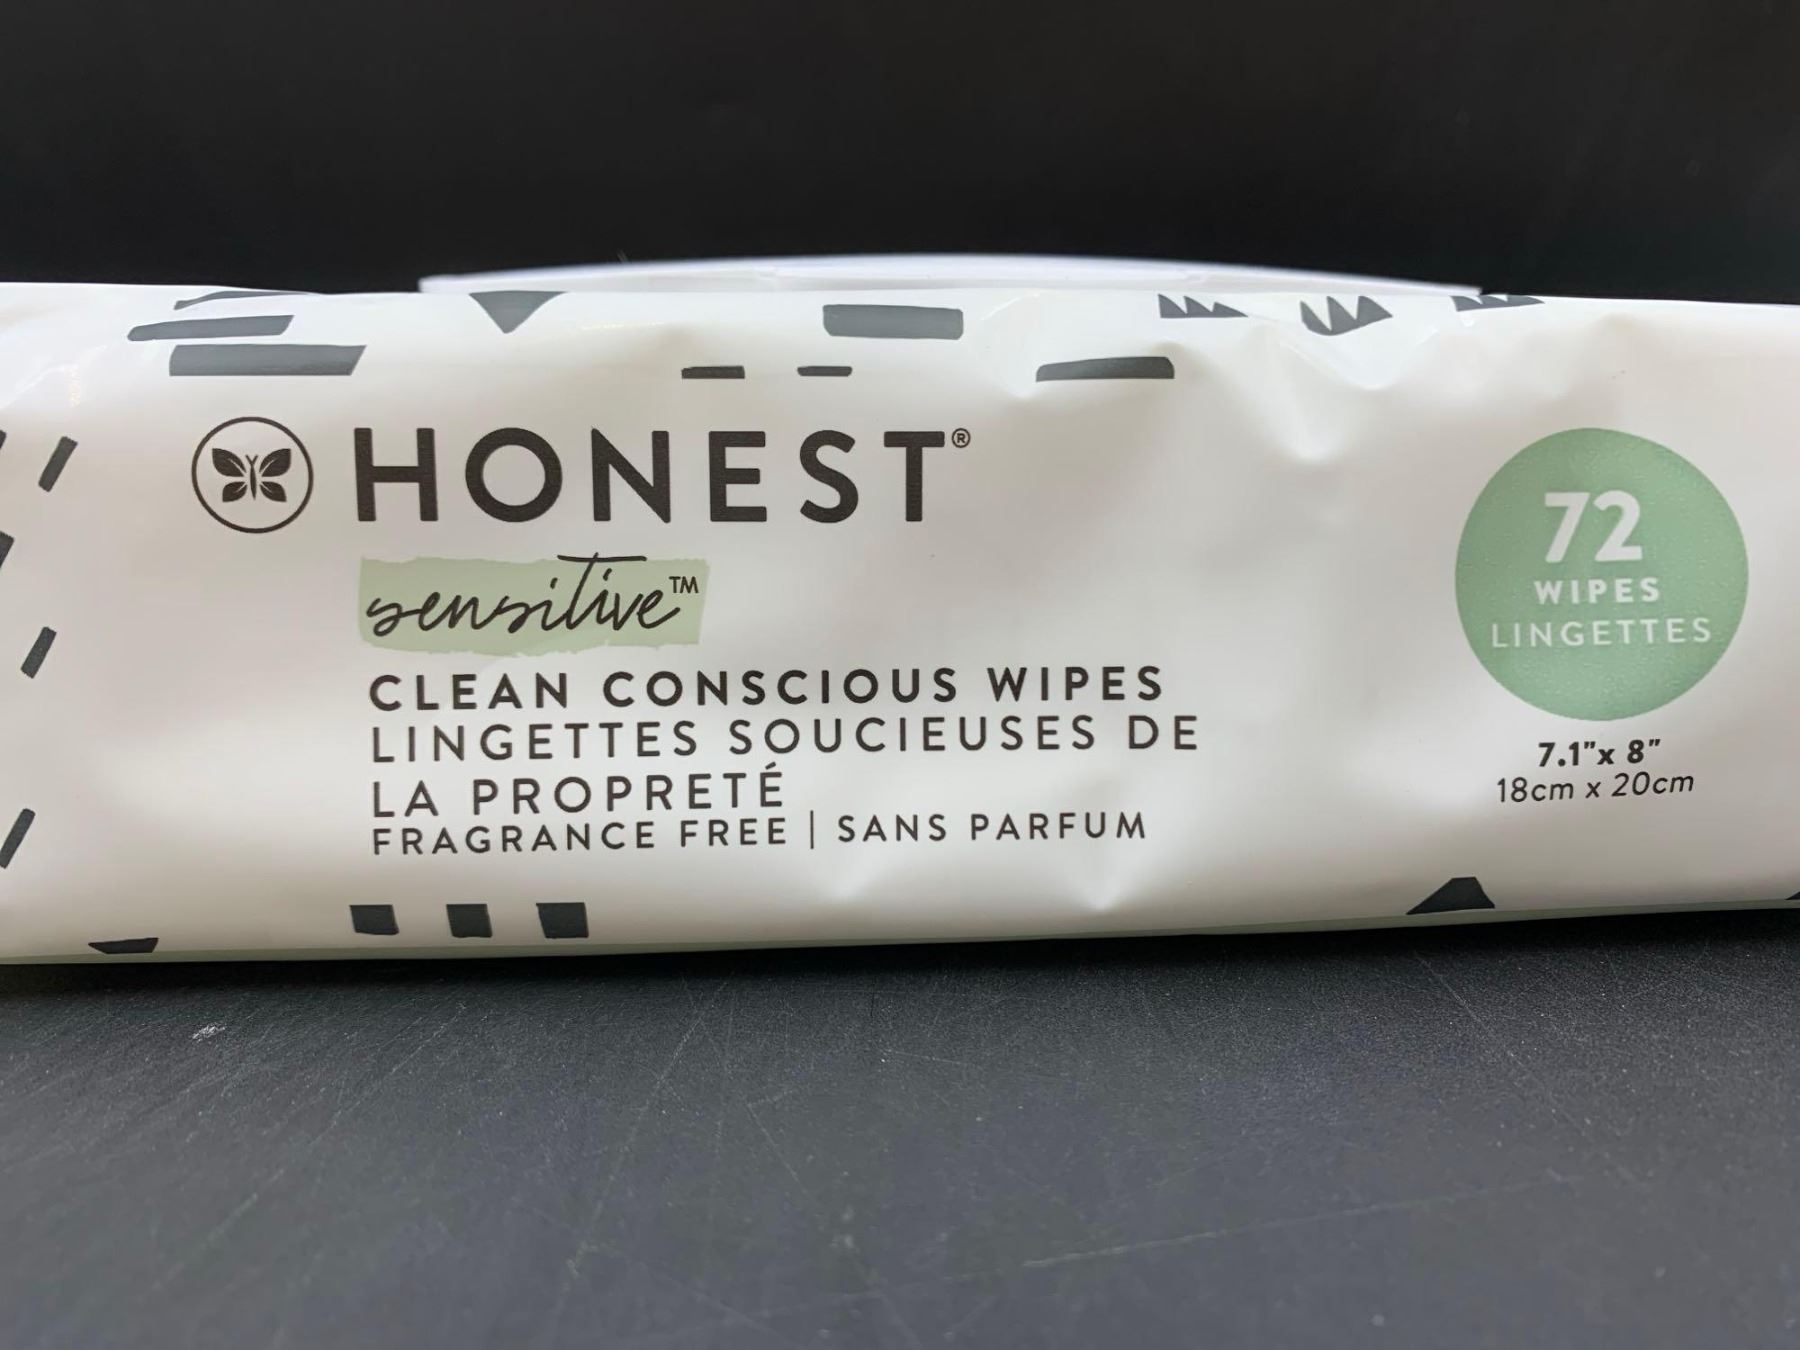 HONEST®
sensitive™
CLEAN CONSCIOUS WIPES
LINGETTES SOUCIEUSES DE
LA PROPRETÉ
FRAGRANCE FREE | SANS PARFUM
72
WIPES
LINGETTES
7.1"x 8"
18cm x 20cm